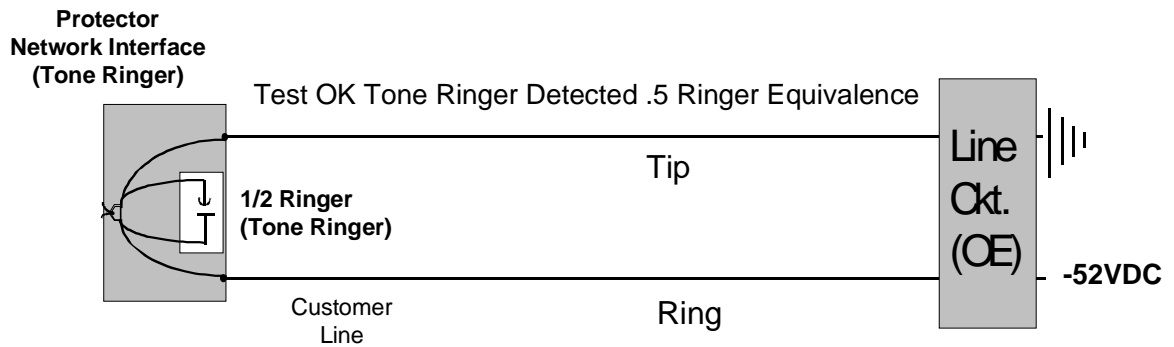 Protector
Network Interface
(Tone Ringer)
Test OK Tone Ringer Detected .5 Ringer Equivalence
Tip
1/2 Ringer
(Tone Ringer)
Line
Ckt.
(OE)
-52VDC
Customer
Line
Ring